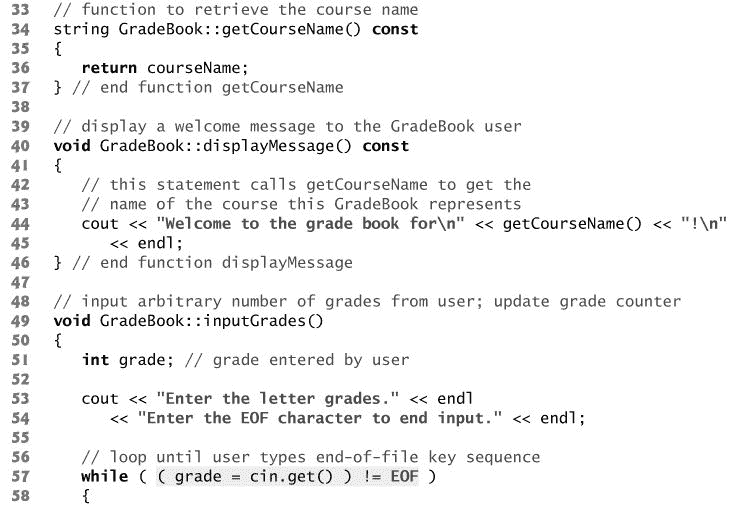 33 // function to retrieve the course name
34 string GradeBook::getCourseName() const
35 {
36    return courseName;
37 } // end function getCourseName
38
39 // display a welcome message to the GradeBook user
40 void GradeBook::displayMessage() const
41 {
42    // this statement calls getCourseName to get the
43    // name of the course this GradeBook represents
44    cout << "Welcome to the grade book for\n" << getCourseName() << "!\n"
45       << endl;
46 } // end function displayMessage
47
48 // input arbitrary number of grades from user; update grade counter
49 void GradeBook::inputGrades()
50 {
51    int grade; // grade entered by user
52
53    cout << "Enter the letter grades." << endl
54       << "Enter the EOF character to end input." << endl;
55
56    // loop until user types end-of-file key sequence
57    while ( ( grade = cin.get() ) != EOF )
58    {